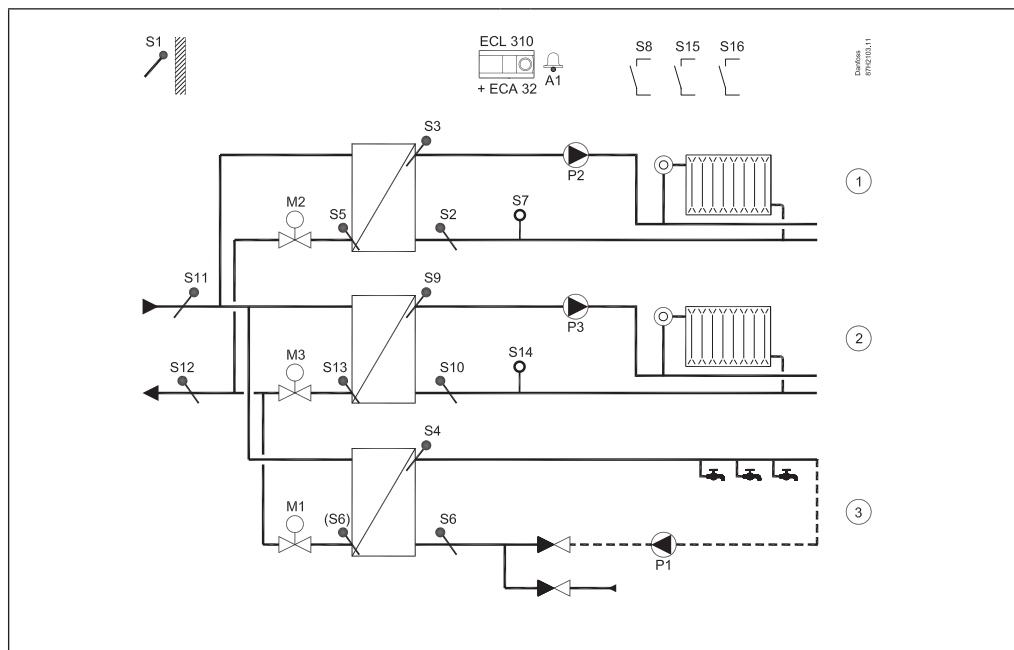 S1
ECL 310
A1
+ ECA 32
S8
S15
S16
Danfoss
87H2103.11
S3
P2
1
M2
S5
S2
S7
S11
S9
P3
2
S12
M3
S13
S10
S14
S4
M1
(S6)
S6
P1
3